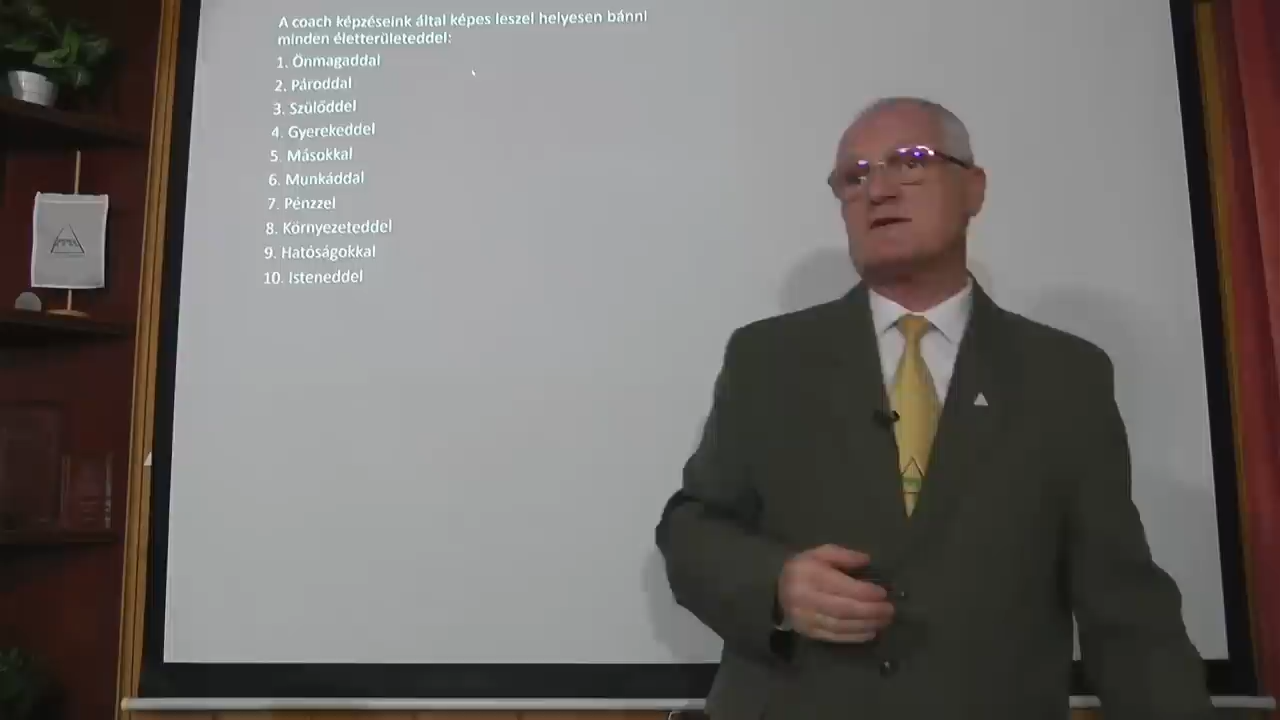 A coach képzéseink által képes leszel helyesen bánni
minden életterületeddel:
1. Önmagaddal
2. Pároddal
3. Szülőddel
4. Gyerekeddel
5. Másokkal
6. Munkáddal
7. Pénzzel
8. Környezeteddel
9. Hatóságokkal
10. Isteneddel